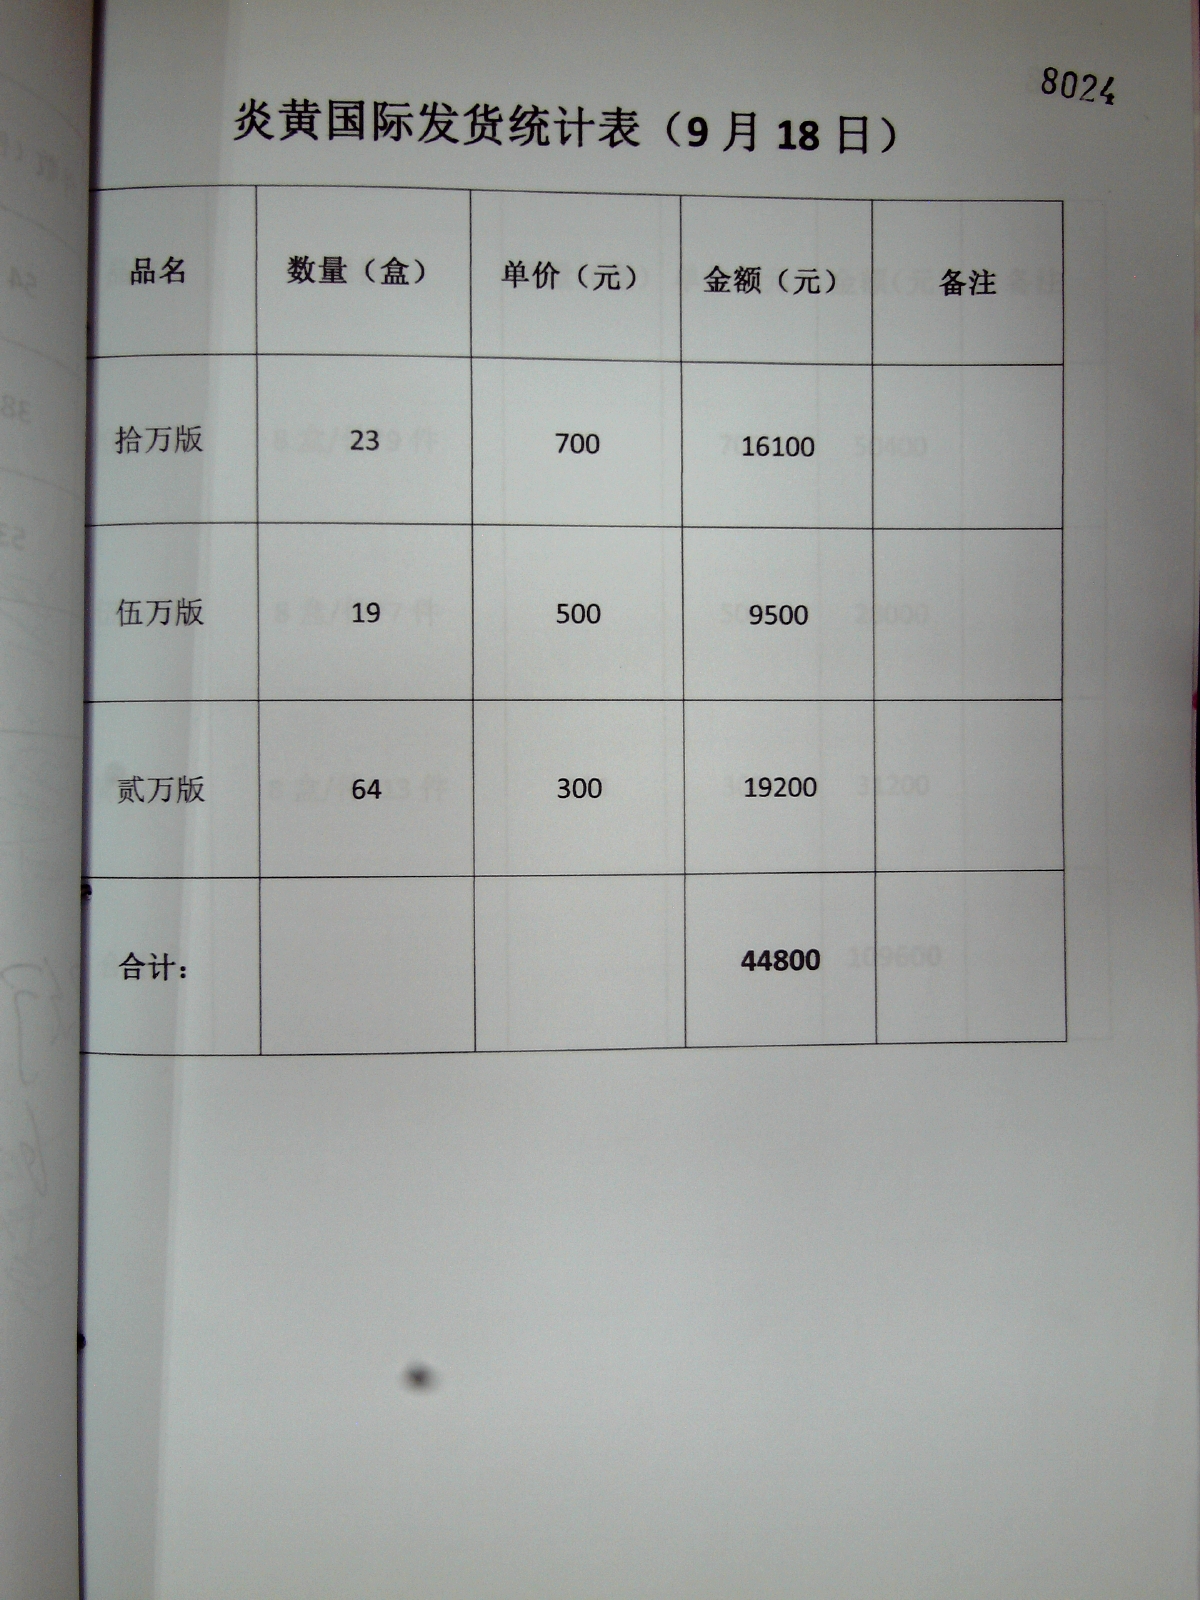 8024
炎黄国际发货统计表（9月18日）
品名 数量（盒） 单价（元） 金额（元） 备注
拾万版 23 700 16100
伍万版 19 500 9500
贰万版 64 300 19200
合计： 44800